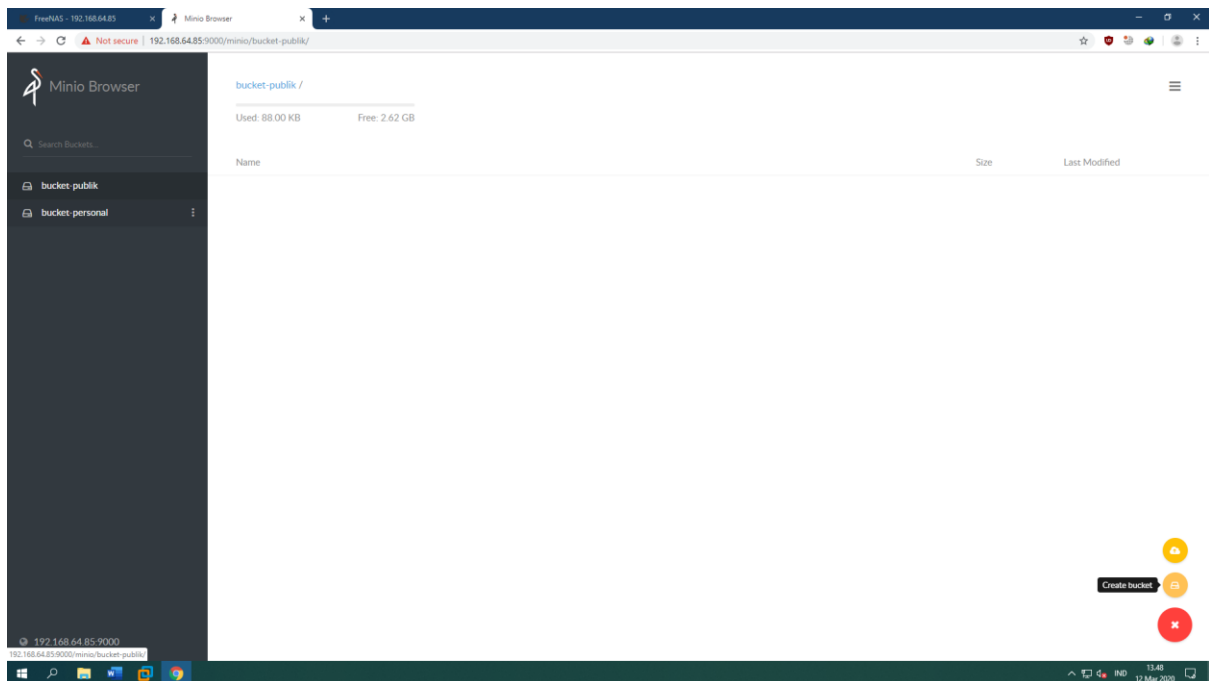 FreeNAS - 192.168.64.85
Minio Browser
Not secure | 192.168.64.85:9000/minio/bucket-publik/
Minio Browser
bucket-publik /
Used: 88.00 KB Free: 2.62 GB
Search Buckets...
Name Size Last Modified
bucket-publik
bucket-personal
Create bucket
192.168.64.85:9000
192.168.64.85:9000/minio/bucket-publik/
IND
13.48
12 Mar 2020